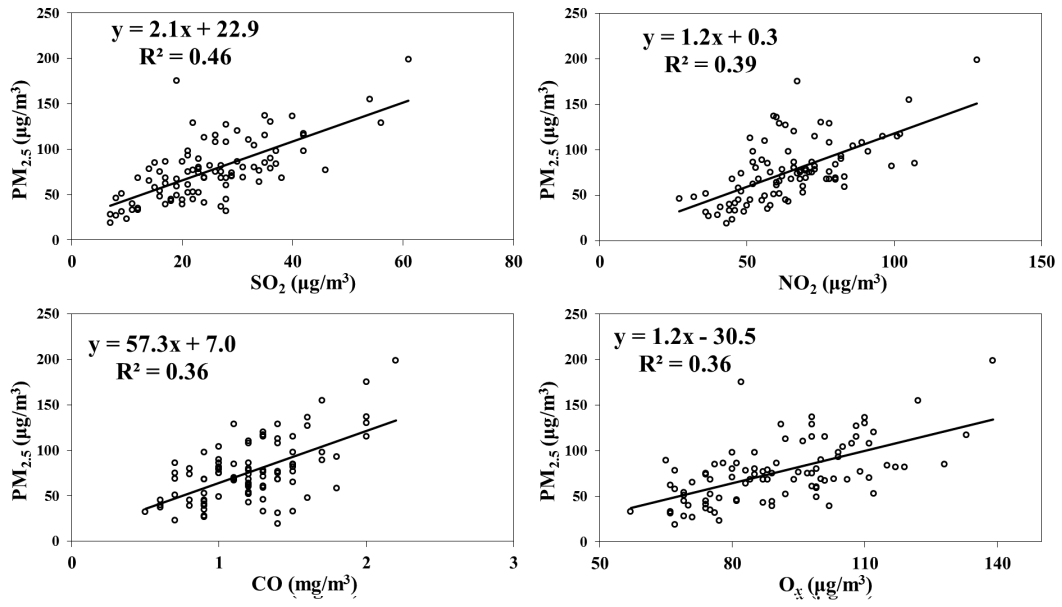 y = 2.1x + 22.9
R² = 0.46
PM₂.₅ (µg/m³)
250
200
150
100
50
0
0 20 40 60 80
SO₂ (µg/m³)
y = 1.2x + 0.3
R² = 0.39
PM₂.₅ (µg/m³)
250
200
150
100
50
0
0 50 100 150
NO₂ (µg/m³)
y = 57.3x + 7.0
R² = 0.36
PM₂.₅ (µg/m³)
250
200
150
100
50
0
0 1 2 3
CO (mg/m³)
y = 1.2x - 30.5
R² = 0.36
PM₂.₅ (µg/m³)
250
200
150
100
50
0
50 80 110 140
Oₓ (µg/m³)